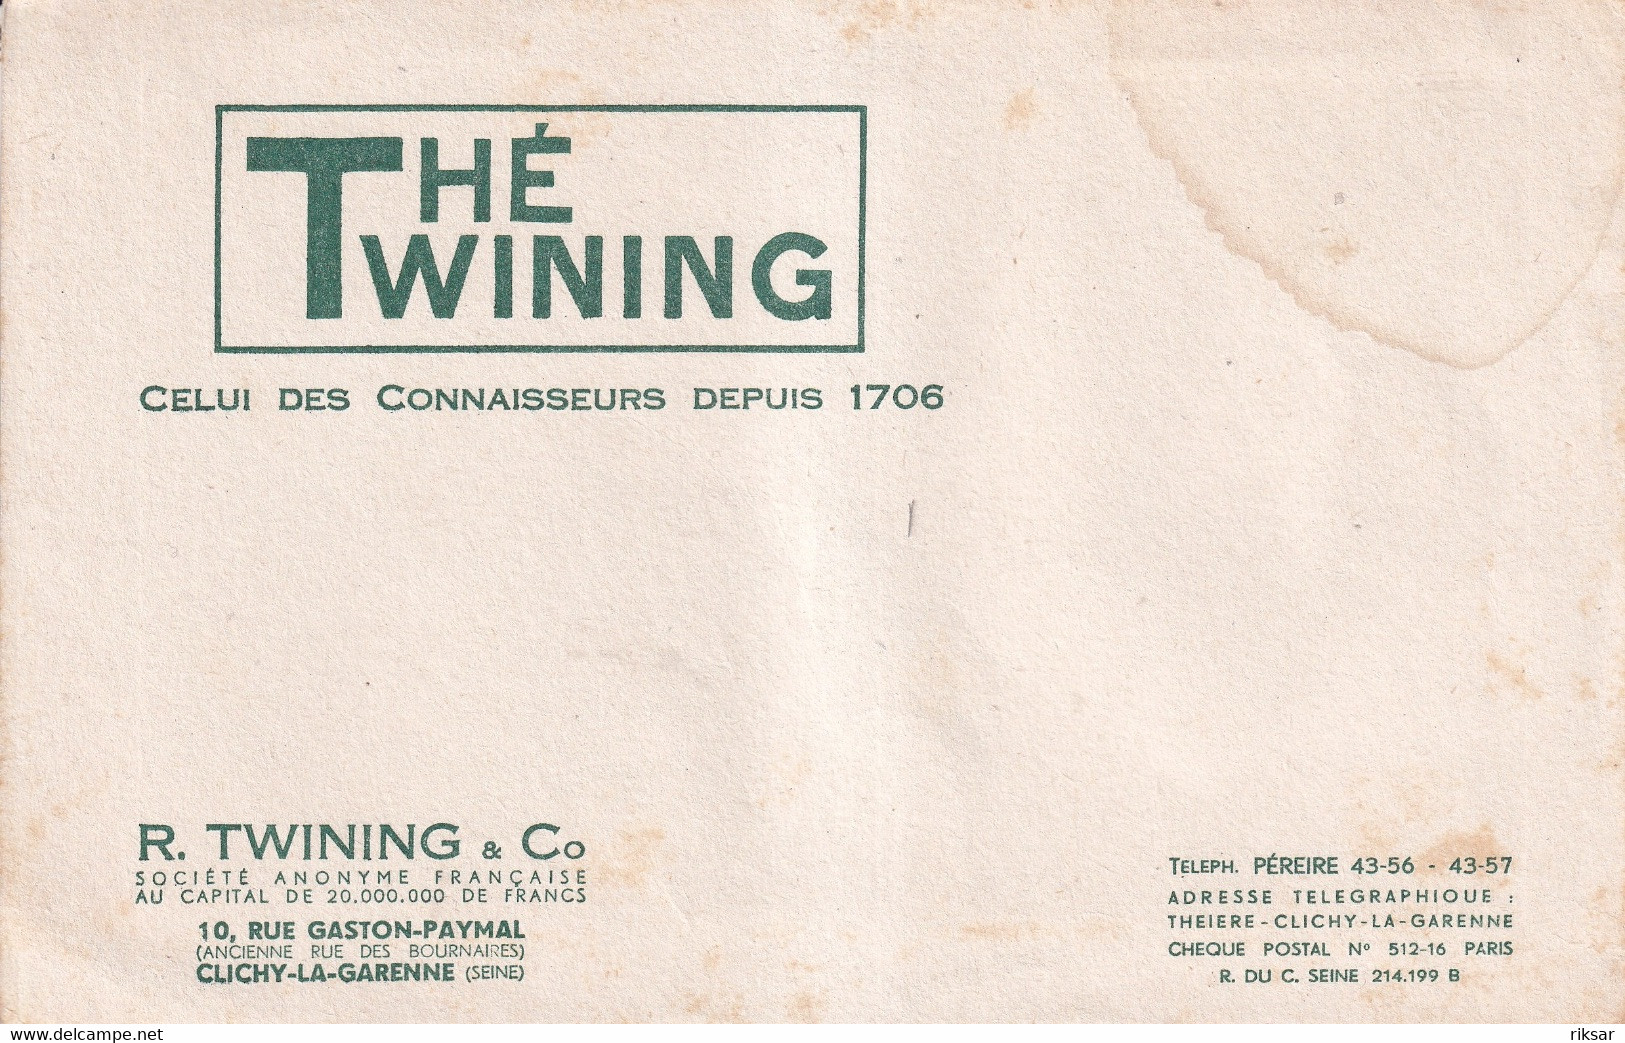 THÉ
TWINING
CELUI DES CONNAISSEURS DEPUIS 1706
R. TWINING & Co
SOCIÉTÉ ANONYME FRANÇAISE
AU CAPITAL DE 20.000.000 DE FRANCS
10, RUE GASTON-PAYMAL
(ANCIENNE RUE DES BOURNAIRES)
CLICHY-LA-GARENNE (SEINE)
TELEPH. PÉREIRE 43-56 - 43-57
ADRESSE TELEGRAPHIQUE :
THEIERE-CLICHY-LA-GARENNE
CHEQUE POSTAL Nº 512-16 PARIS
R. DU C. SEINE 214.199 B
delcampe.net
riksar